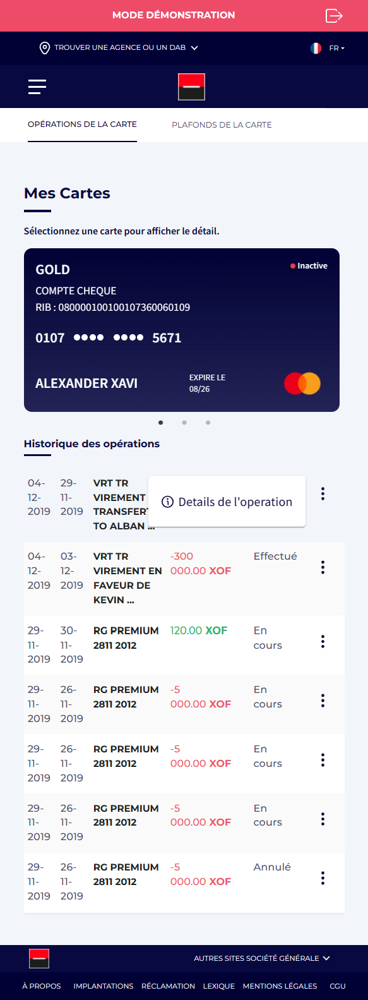 MODE DÉMONSTRATION
TROUVER UNE AGENCE OU UN DAB
FR
OPÉRATIONS DE LA CARTE
PLAFONDS DE LA CARTE
Mes Cartes
Sélectionnez une carte pour afficher le détail.
GOLD
Inactive
COMPTE CHEQUE
RIB : 080000100100107360060109
0107 •••• •••• 5671
ALEXANDER XAVI
EXPIRE LE
08/26
Historique des opérations
04-
12-
2019
29-
11-
2019
VRT TR
VIREMENT
TRANSFERT
TO ALBAN ...
Details de l'operation
04-
12-
2019
03-
12-
2019
VRT TR
VIREMENT EN
FAVEUR DE
KEVIN ...
-300
000.00 XOF
Effectué
29-
11-
2019
30-
11-
2019
RG PREMIUM
2811 2012
120.00 XOF
En
cours
29-
11-
2019
26-
11-
2019
RG PREMIUM
2811 2012
-5
000.00 XOF
En
cours
29-
11-
2019
26-
11-
2019
RG PREMIUM
2811 2012
-5
000.00 XOF
En
cours
29-
11-
2019
26-
11-
2019
RG PREMIUM
2811 2012
-5
000.00 XOF
En
cours
29-
11-
2019
26-
11-
2019
RG PREMIUM
2811 2012
-5
000.00 XOF
Annulé
AUTRES SITES SOCIÉTÉ GÉNÉRALE
À PROPOS IMPLANTATIONS RÉCLAMATION LEXIQUE MENTIONS LÉGALES CGU